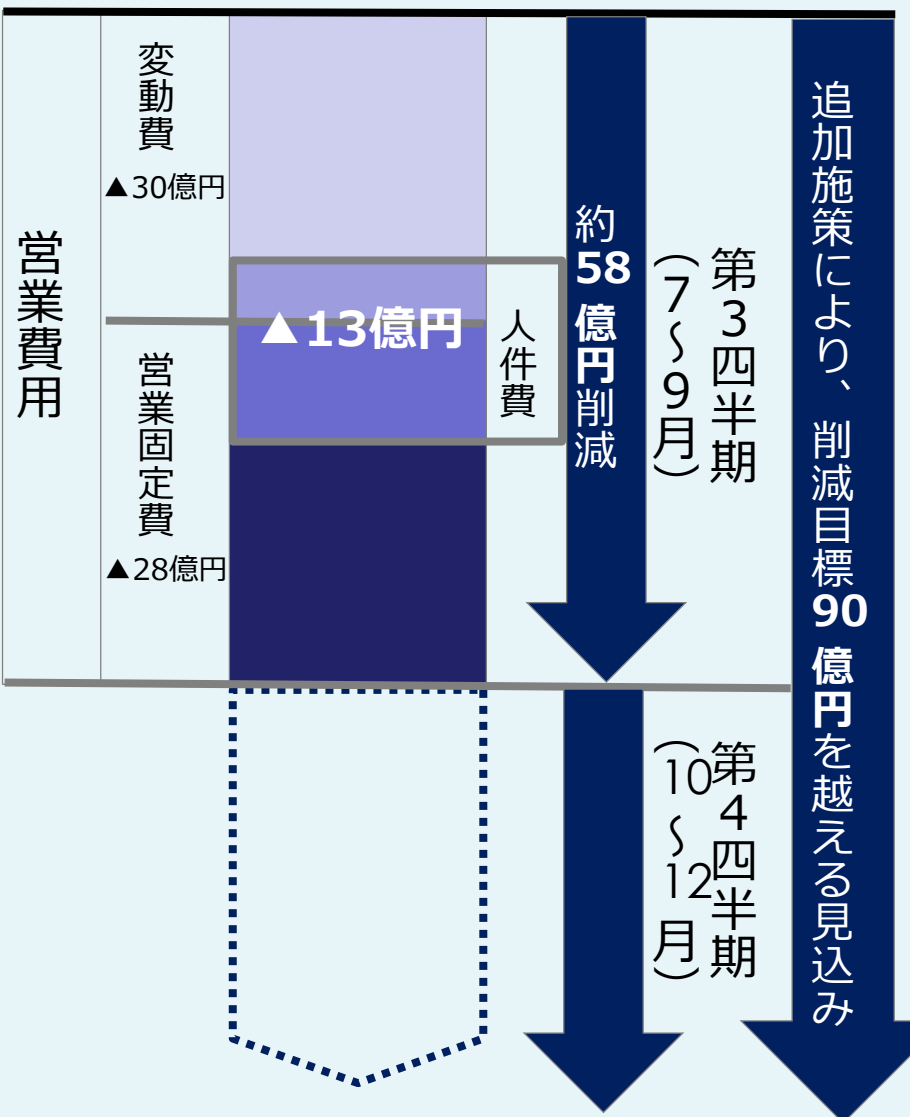 営業費用
変動費
▲30億円
営業固定費
▲28億円
▲13億円
人件費
約58億円削減
第3四半期
(7～9月)
第4四半期
(10～12月)
追加施策により、削減目標90億円を越える見込み